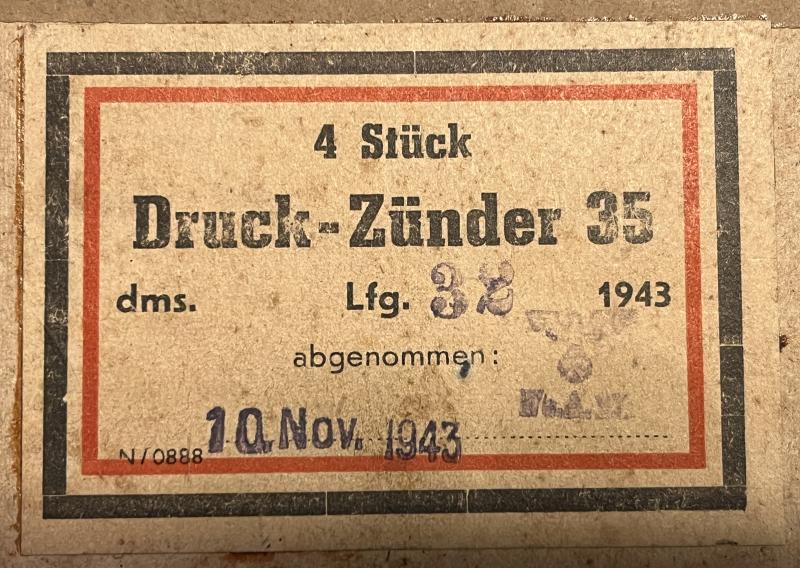 4 Stück
Druck-Zünder 35
dms. Lfg. 32 1943
abgenommen:
10. Nov. 1943
N/0888